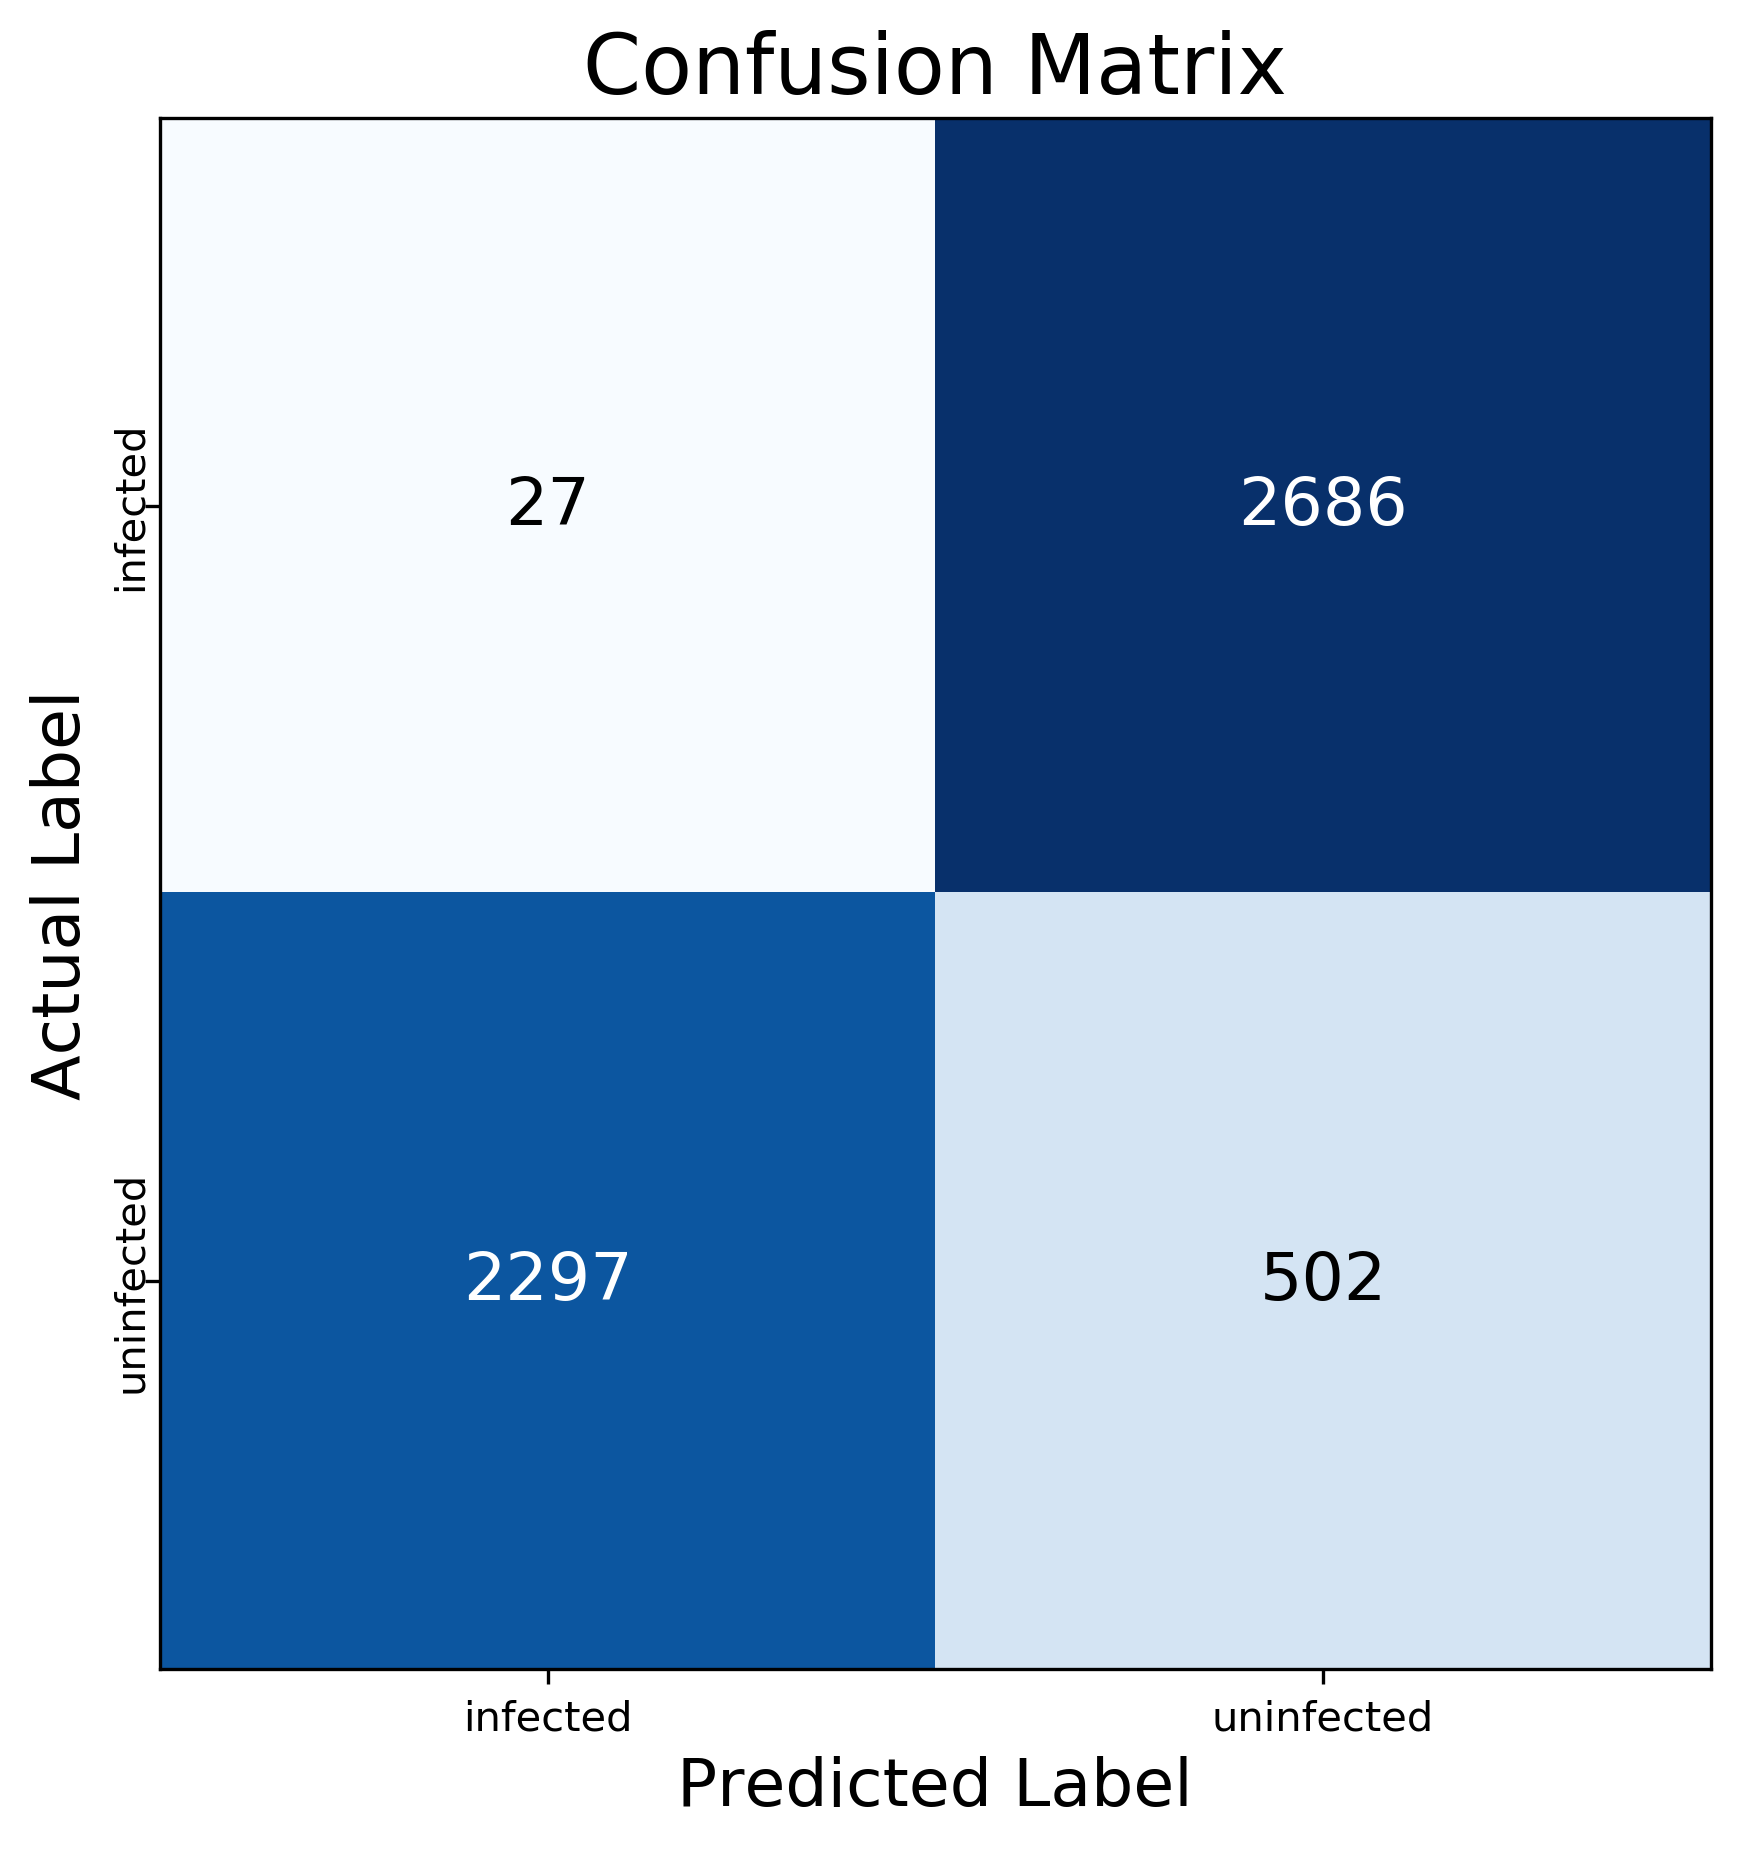 Confusion Matrix
infected
27
2686
Actual Label
uninfected
2297
502
infected
uninfected
Predicted Label